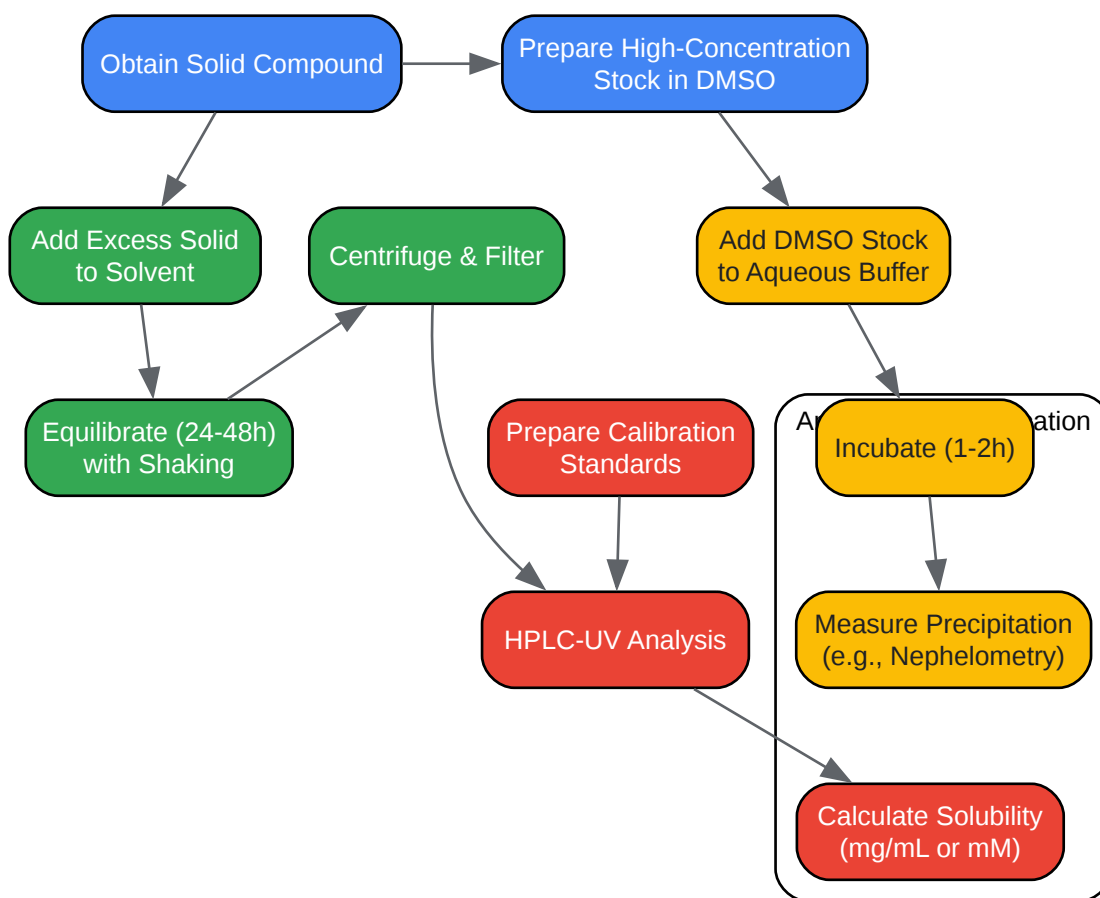 Obtain Solid Compound
Prepare High-Concentration
Stock in DMSO
Add Excess Solid
to Solvent
Centrifuge & Filter
Add DMSO Stock
to Aqueous Buffer
Equilibrate (24-48h)
with Shaking
Prepare Calibration
Standards
Incubate (1-2h)
HPLC-UV Analysis
Measure Precipitation
(e.g., Nephelometry)
Calculate Solubility
(mg/mL or mM)